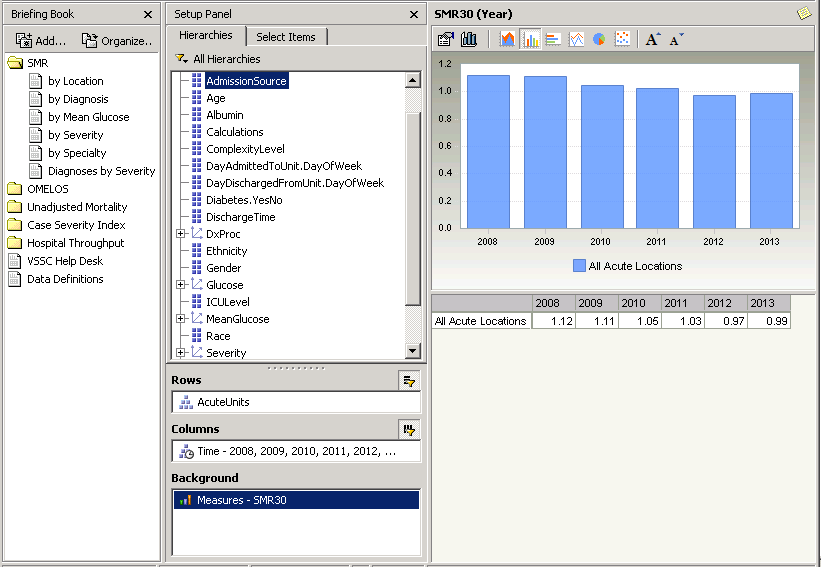 Briefing Book
Add...
Organize..
SMR
by Location
by Diagnosis
by Mean Glucose
by Severity
by Specialty
Diagnoses by Severity
OMELOS
Unadjusted Mortality
Case Severity Index
Hospital Throughput
VSSC Help Desk
Data Definitions
Setup Panel
Hierarchies
Select Items
All Hierarchies
AdmissionSource
Age
Albumin
Calculations
ComplexityLevel
DayAdmittedToUnit.DayOfWeek
DayDischargedFromUnit.DayOfWeek
Diabetes.YesNo
DischargeTime
DxProc
Ethnicity
Gender
Glucose
ICULevel
MeanGlucose
Race
Severity
Rows
AcuteUnits
Columns
Time - 2008, 2009, 2010, 2011, 2012, ...
Background
Measures - SMR30
SMR30 (Year)
A A
1.2
1.0
0.8
0.6
0.4
0.2
0.0
2008 2009 2010 2011 2012 2013
All Acute Locations
2008 2009 2010 2011 2012 2013
All Acute Locations 1.12 1.11 1.05 1.03 0.97 0.99